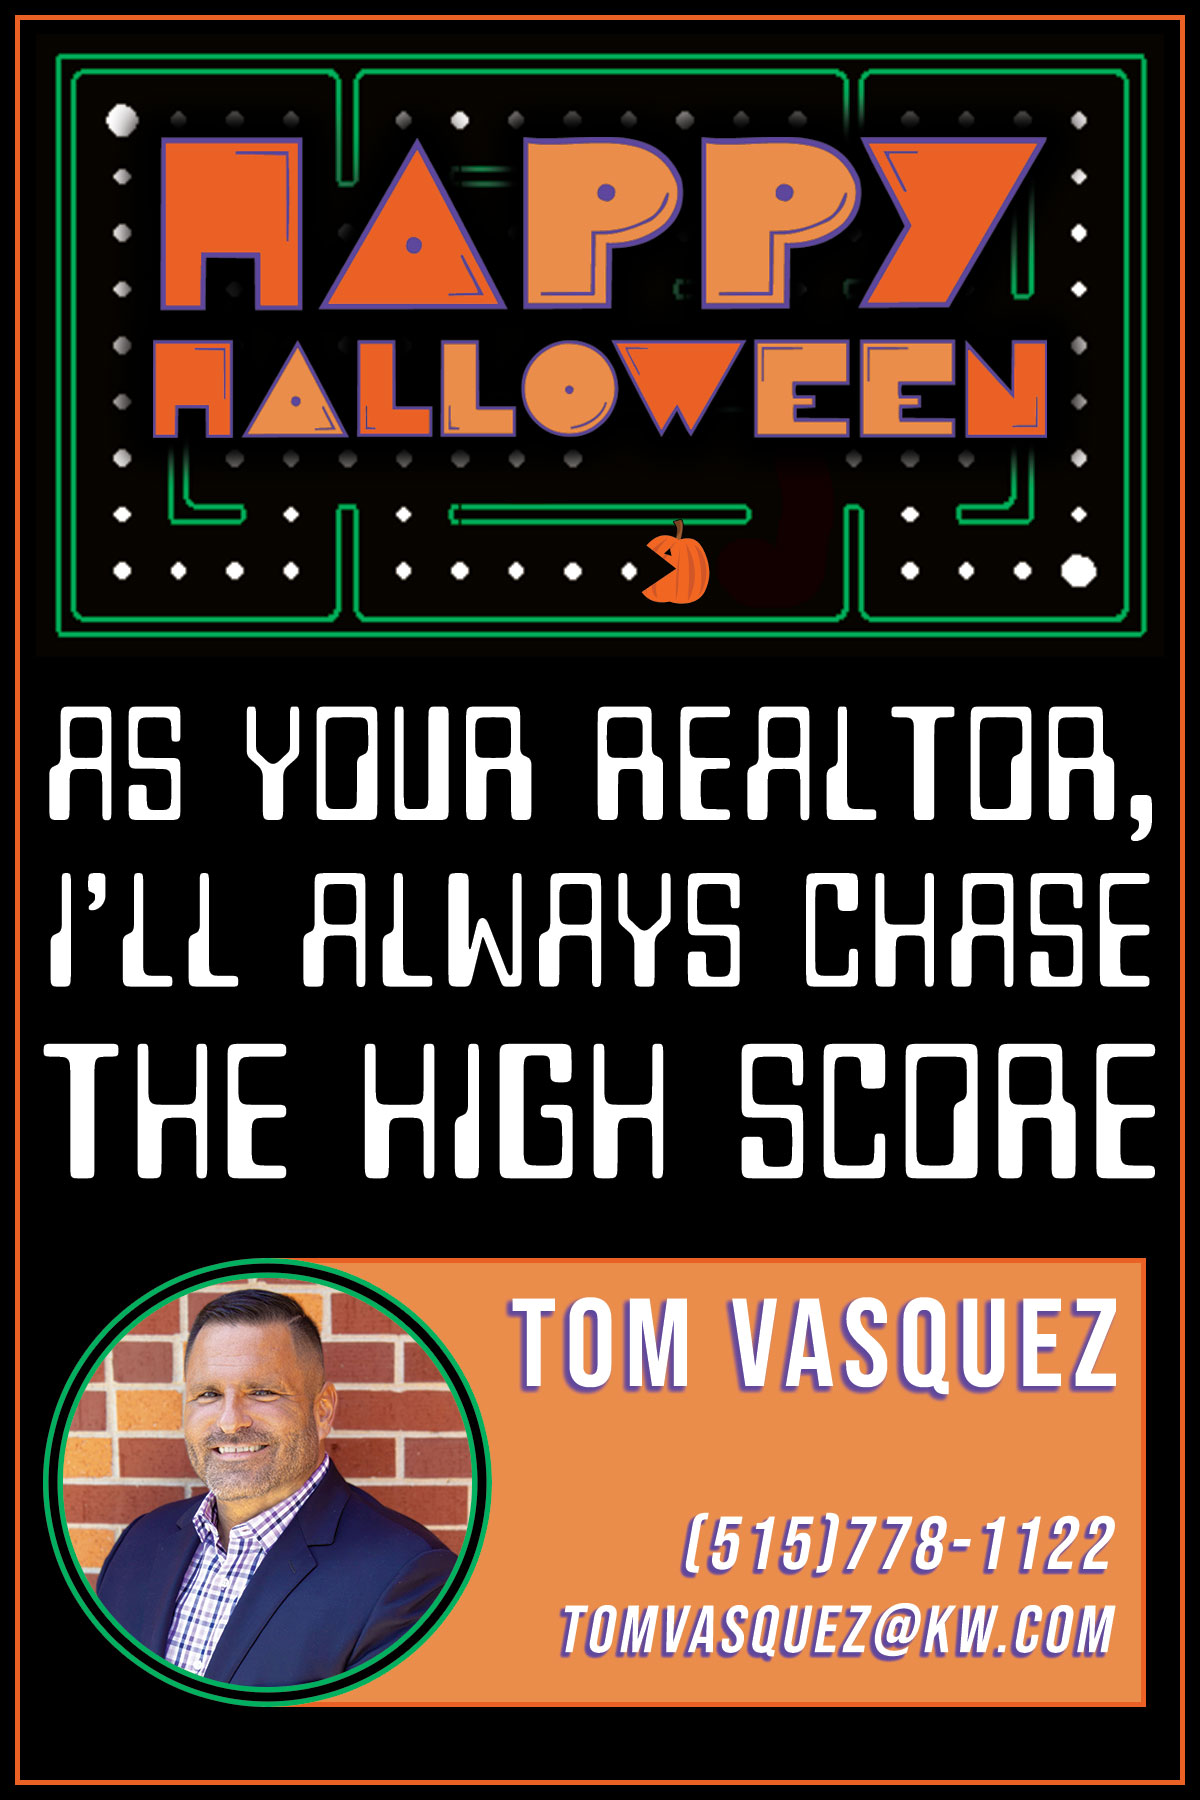 HAPPY
HALLOWEEN
AS YOUR REALTOR,
I'LL ALWAYS CHASE
THE HIGH SCORE
TOM VASQUEZ
(515)778-1122
TOMVASQUEZ@KW.COM